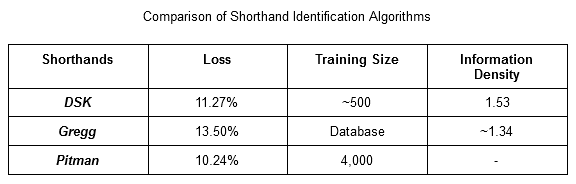 Comparison of Shorthand Identification Algorithms
Shorthands Loss Training Size Information Density
DSK 11.27% ~500 1.53
Gregg 13.50% Database ~1.34
Pitman 10.24% 4,000 -